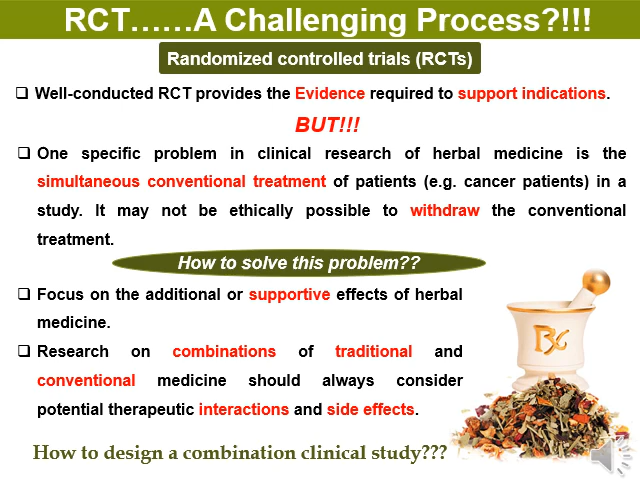 RCT……A Challenging Process?!!!
Randomized controlled trials (RCTs)
❑ Well-conducted RCT provides the Evidence required to support indications.
BUT!!!
❑ One specific problem in clinical research of herbal medicine is the
simultaneous conventional treatment of patients (e.g. cancer patients) in a
study. It may not be ethically possible to withdraw the conventional
treatment.
How to solve this problem??
❑ Focus on the additional or supportive effects of herbal
medicine.
❑ Research on combinations of traditional and
conventional medicine should always consider
potential therapeutic interactions and side effects.
Rx
How to design a combination clinical study???